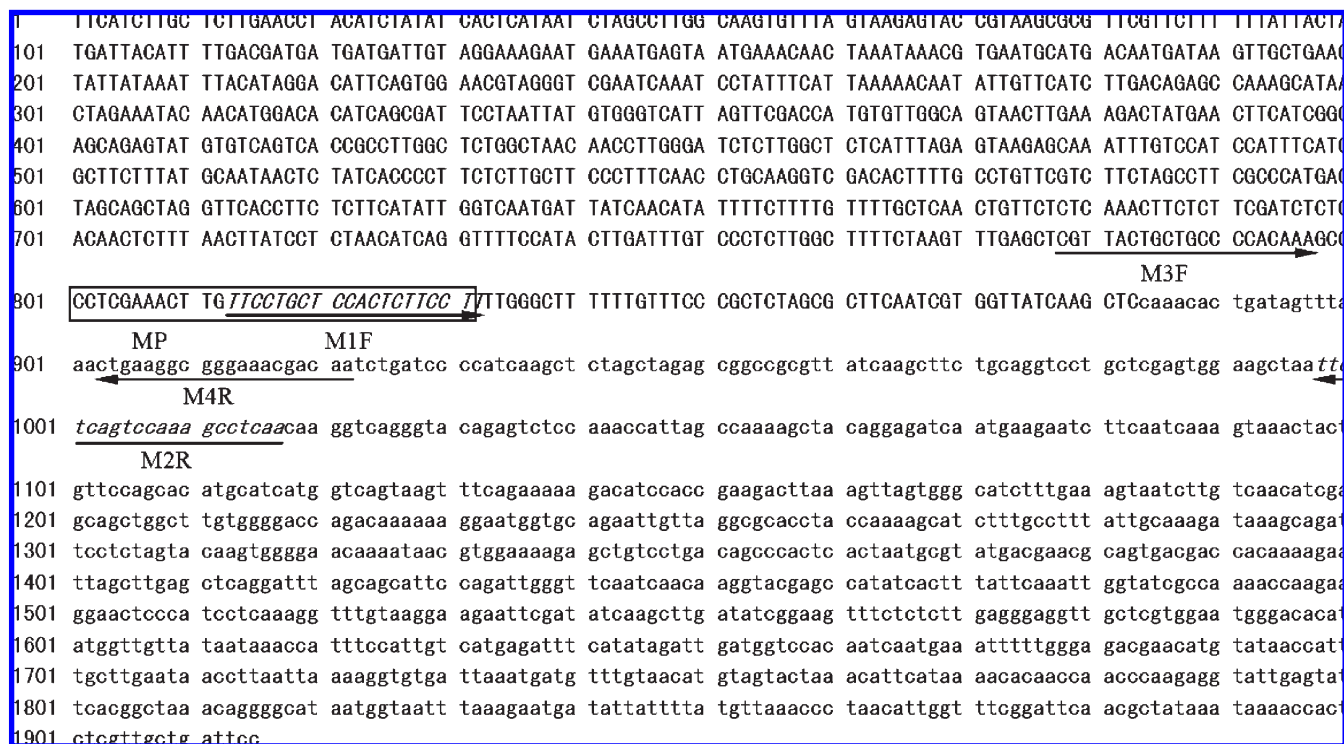 1 TTCATCTTGC TCTTGAACCT ACATCTATAT CACTCATAAT CTAGCCTTGG CAAGTGTTTA GTAAGAGTAC CGTAAGCGCG TTCGTTCTTT TTTATTACTA
101 TGATTACATT TTGACGATGA TGATGATTGT AGGAAAGAAT GAAATGAGTA ATGAAACAAC TAAATAAACG TGAATGCATG ACAATGATAA GTTGCTGAAC
201 TATTATAAAT TTACATAGGA CATTCAGTGG AACGTAGGGT CGAATCAAAT CCTATTTCAT TAAAAACAAT ATTGTTCATC TTGACAGAGC CAAAGCATAA
301 CTAGAAATAC AACATGGACA CATCAGCGAT TCCTAATTAT GTGGGTCATT AGTTCGACCA TGTGTTGGCA GTAACTTGAA AGACTATGAA CTTCATCGGC
401 AGCAGAGTAT GTGTCAGTCA CCGCCTTGGC TCTGGCTAAC AACCTTGGGA TCTCTTGGCT CTCATTTAGA GTAAGAGCAA ATTTGTCCAT CCATTTCATC
501 GCTTCTTTAT GCAATAACTC TATCACCCCT TCTCTTGCTT CCCTTTCAAC CCTGCAAGGTC GACACTTTTG CCTGTTCGTC TTCTAGCCTT CGCCCATGAC
601 TAGCAGCTAG GTTCACCTTC TCTTCATATT GGTCAATGAT TATCAACATA TTTTCTTTTG TTTTGCTCAA CTGTTCTCTC AAACTTCTCT TCGATCTCTC
701 ACAACTCTTT AACTTATCCT CTAACATCAG GTTTTCCATA CTTGATTTGT CCCTCTTGGC TTTTCTAAGT TTGAGCTCGT TACTGCTGCC CCACAAAGCC
M3F
801 CCTCGAAACT TGTTCCTGCT CCACTCTTCC TTTTGGGCTT TTTTGTTTCC CGCTCTAGCG CTTCAATCGT GGTTATCAAG CTCcaaacac tgatagttta
MP M1F
901 aactgaaggc gggaaacgac aatctgatcc ccatcaagct ctagctagag cggccgcgtt atcaagcttc tgcaggtcct gctcgagtgg aagctaattc
M4R
1001 tcagtccaaa gcctcaacaa ggtcagggta cagagtctcc aaaccattag ccaaaagcta caggagatca atgaagaatc ttcaatcaaa gtaaactact
M2R
1101 gttccagcac atgcatcatg gtcagtaagt ttcagaaaaa gacatccacc gaagacttaa agttagtggg catctttgaa agtaatcttg tcaacatcga
1201 gcagctggct tgtggggacc agacaaaaaa ggaatggtgc agaattgtta ggcgcaccta ccaaaagcat ctttgccttt attgcaaaga taaagcagat
1301 tcctctagta caagtgggga acaaaataac gtggaaaaga gctgtcctga cagcccactc actaatgcgt atgacgaacg cagtgacgac cacaaaagaa
1401 ttagcttgag ctcaggattt agcagcattc cagattgggt tcaatcaaca aggtacgagc catatcactt tattcaaatt ggtatcgcca aaaccaagaa
1501 ggaactccca tcctcaaagg tttgtaagga agaattcgat atcaagcttg atatcggaag tttctctctt gagggaggtt gctcgtggaa tgggacacat
1601 atggttgtta taataaacca tttccattgt catgagattt catatagatt gatggtccac aatcaatgaa atttttggga gacgaacatg tataaccatt
1701 tgcttgaata accttaatta aaaggtgtga ttaaatgatg tttgtaacat gtagtactaa acattcataa aacacaacca acccaagagg tattgagtat
1801 tcacggctaa acaggggcat aatggtaatt taaagaatga tattatttta tgttaaaccc taacattggt ttcggattca acgctataaa taaaaccact
1901 ctcgttgctg attcc